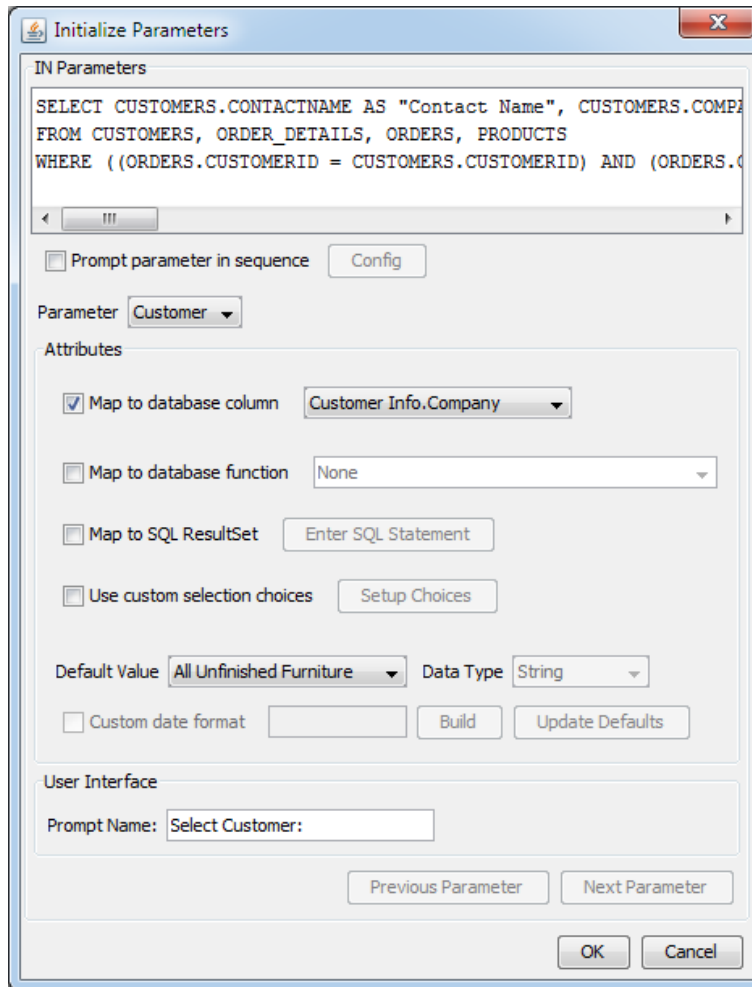 Initialize Parameters
IN Parameters
SELECT CUSTOMERS.CONTACTNAME AS "Contact Name", CUSTOMERS.COMPA
FROM CUSTOMERS, ORDER_DETAILS, ORDERS, PRODUCTS
WHERE ((ORDERS.CUSTOMERID = CUSTOMERS.CUSTOMERID) AND (ORDERS.
Prompt parameter in sequence Config
Parameter Customer
Attributes
Map to database column Customer Info.Company
Map to database function None
Map to SQL ResultSet Enter SQL Statement
Use custom selection choices Setup Choices
Default Value All Unfinished Furniture Data Type String
Custom date format Build Update Defaults
User Interface
Prompt Name: Select Customer:
Previous Parameter Next Parameter
OK Cancel